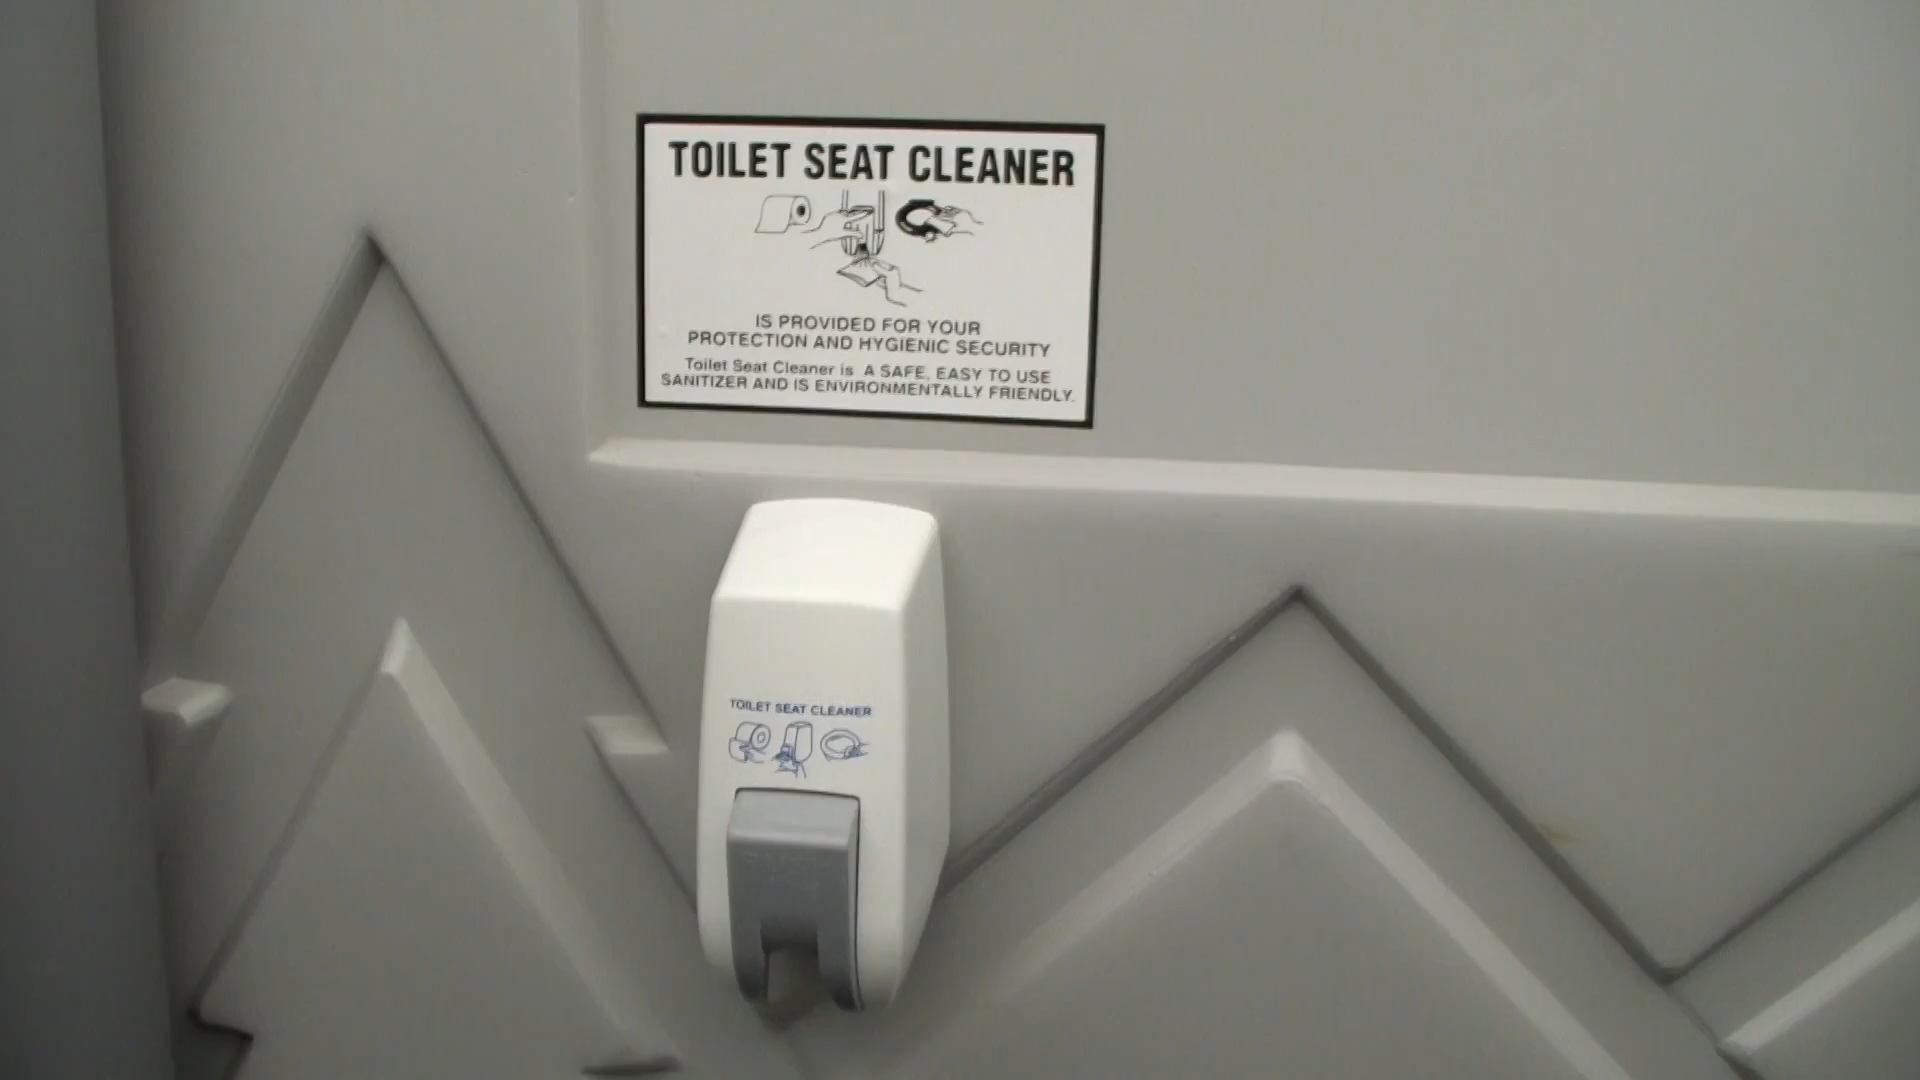 TOILET SEAT CLEANER
IS PROVIDED FOR YOUR
PROTECTION AND HYGIENIC SECURITY
Toilet Seat Cleaner is A SAFE, EASY TO USE
SANITIZER AND IS ENVIRONMENTALLY FRIENDLY.
TOILET SEAT CLEANER